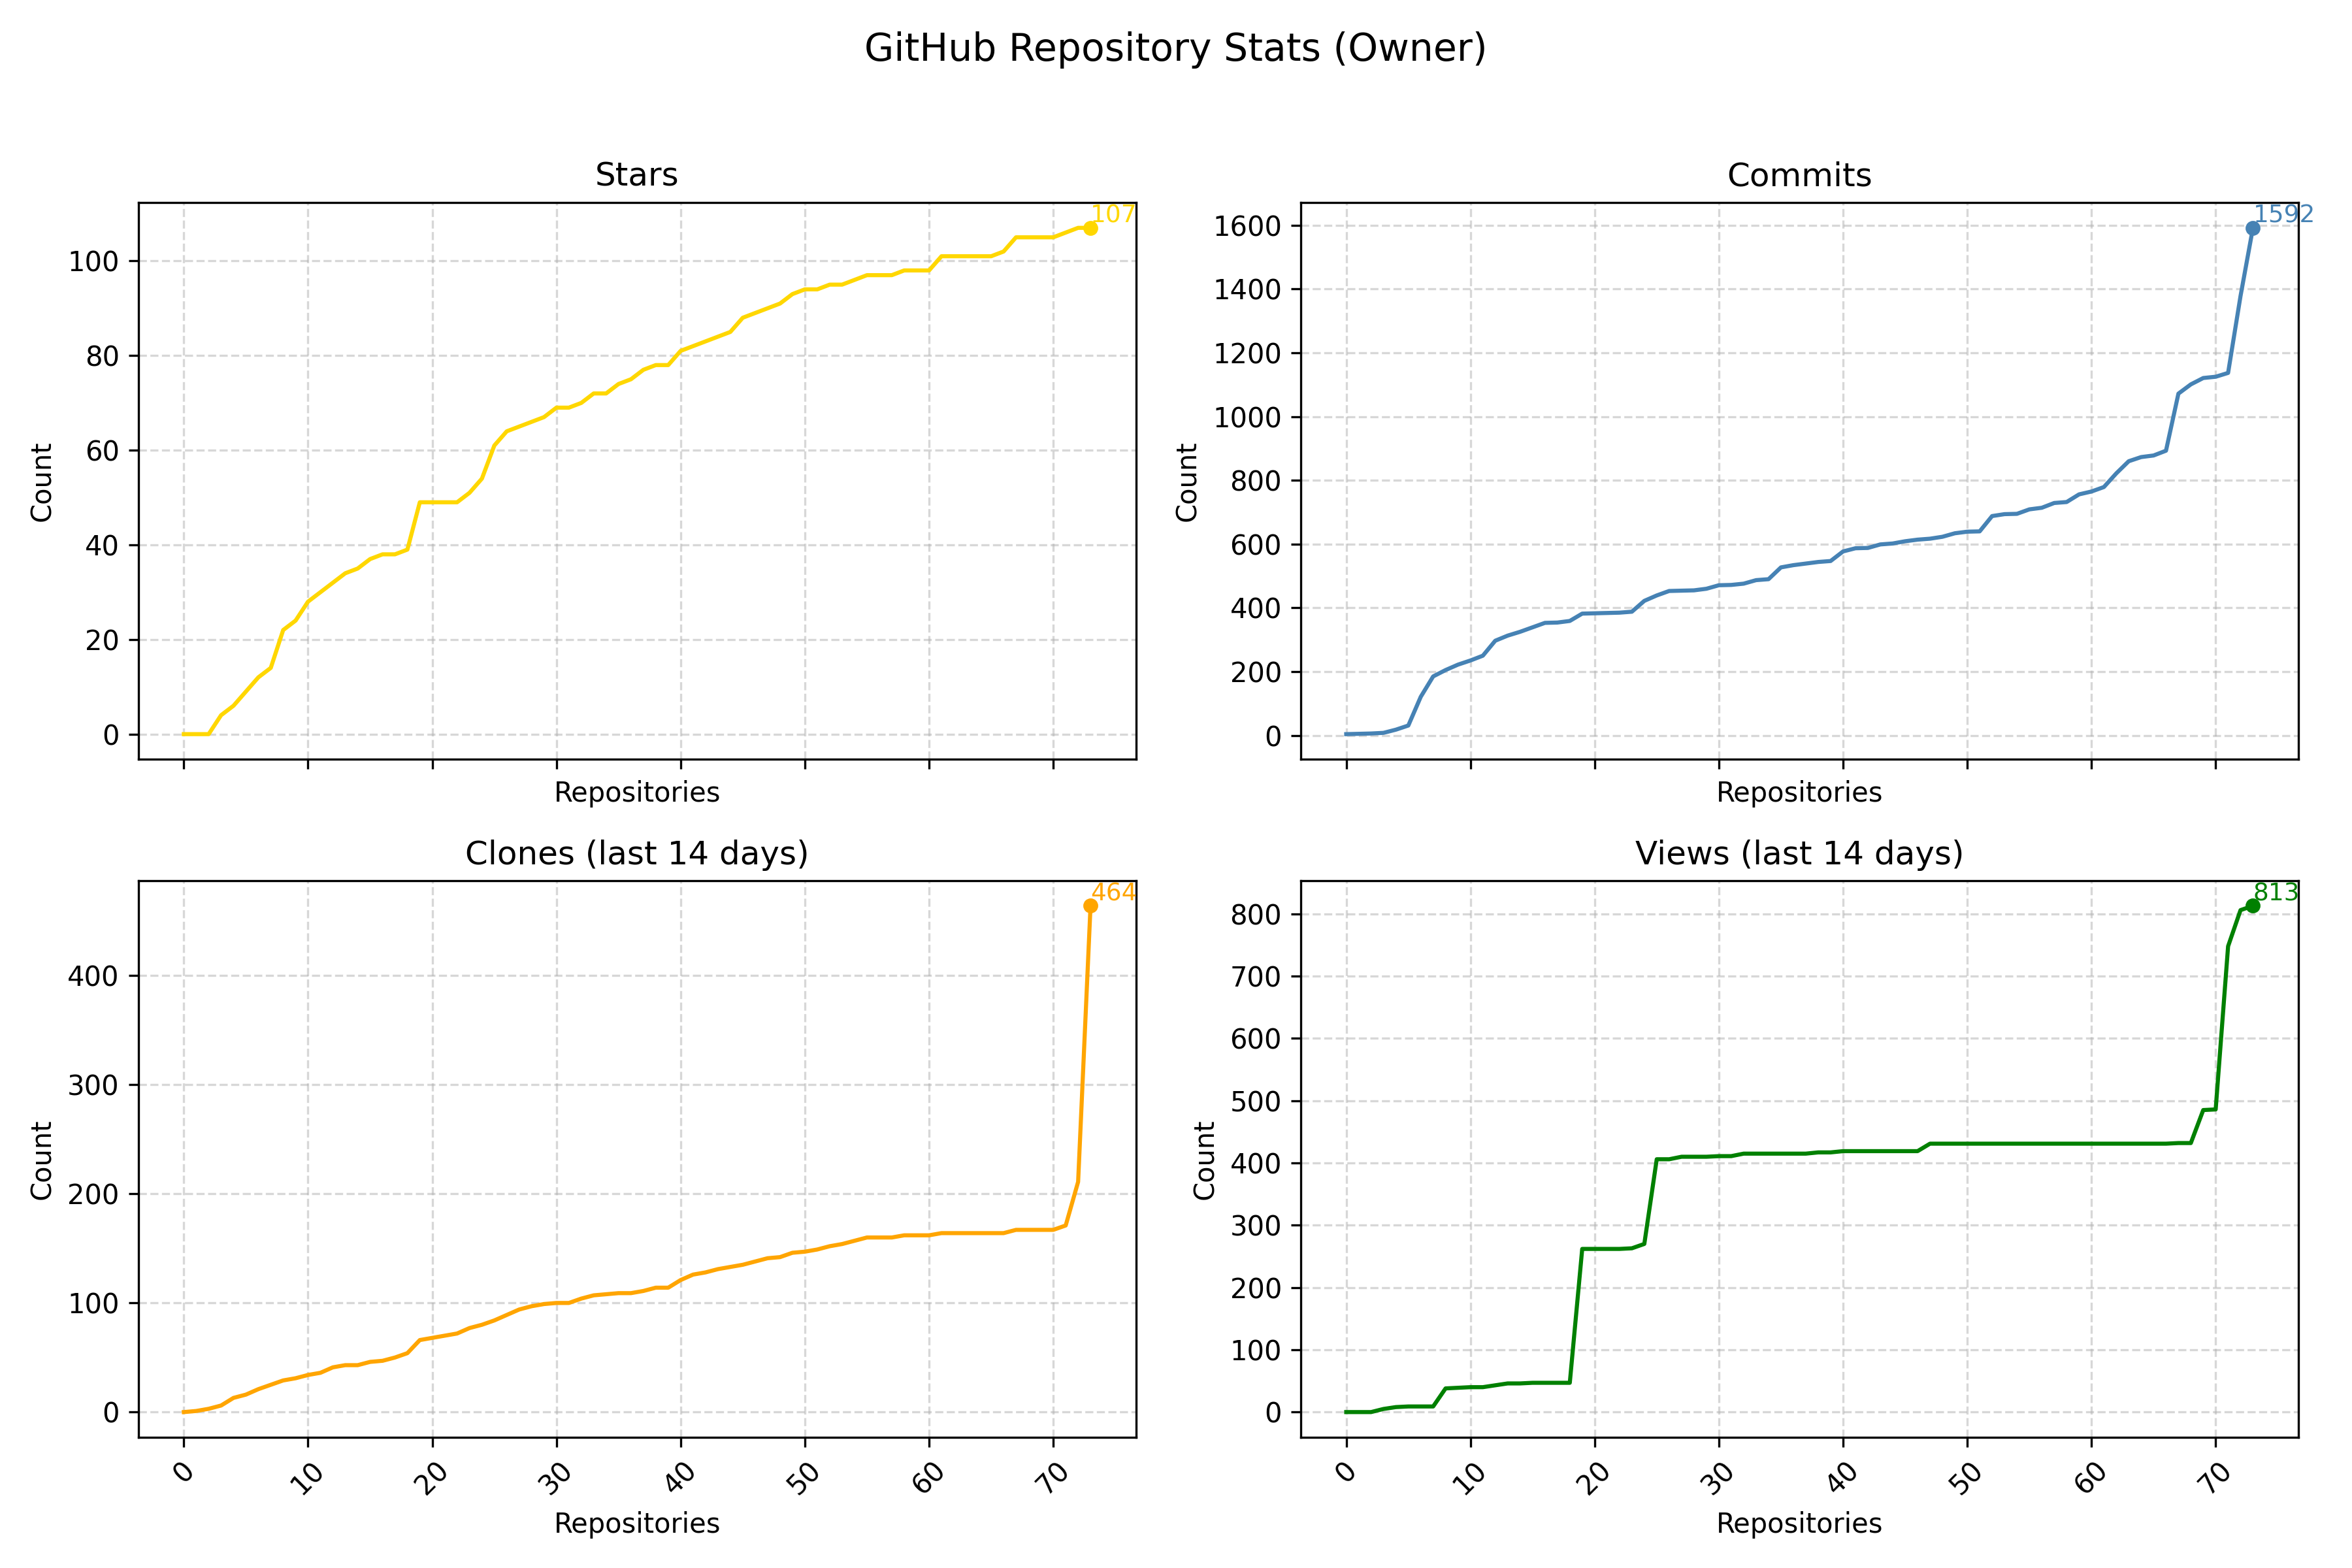 GitHub Repository Stats (Owner)
Stars
107
100
80
60
40
20
0
Count
Repositories
Commits
1592
1600
1400
1200
1000
800
600
400
200
0
Count
Repositories
Clones (last 14 days)
464
400
300
200
100
0
Count
0 10 20 30 40 50 60 70
Repositories
Views (last 14 days)
813
800
700
600
500
400
300
200
100
0
Count
0 10 20 30 40 50 60 70
Repositories